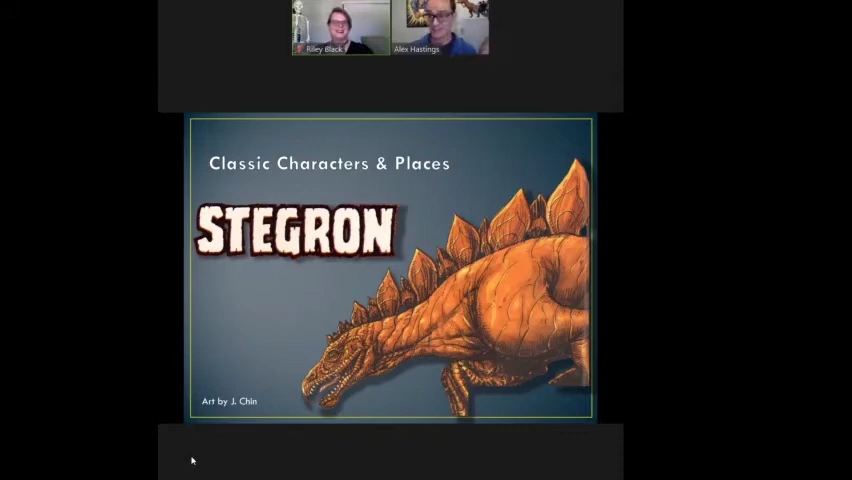 Riley Black
Alex Hastings
Classic Characters & Places
STEGRON
Art by J. Chin